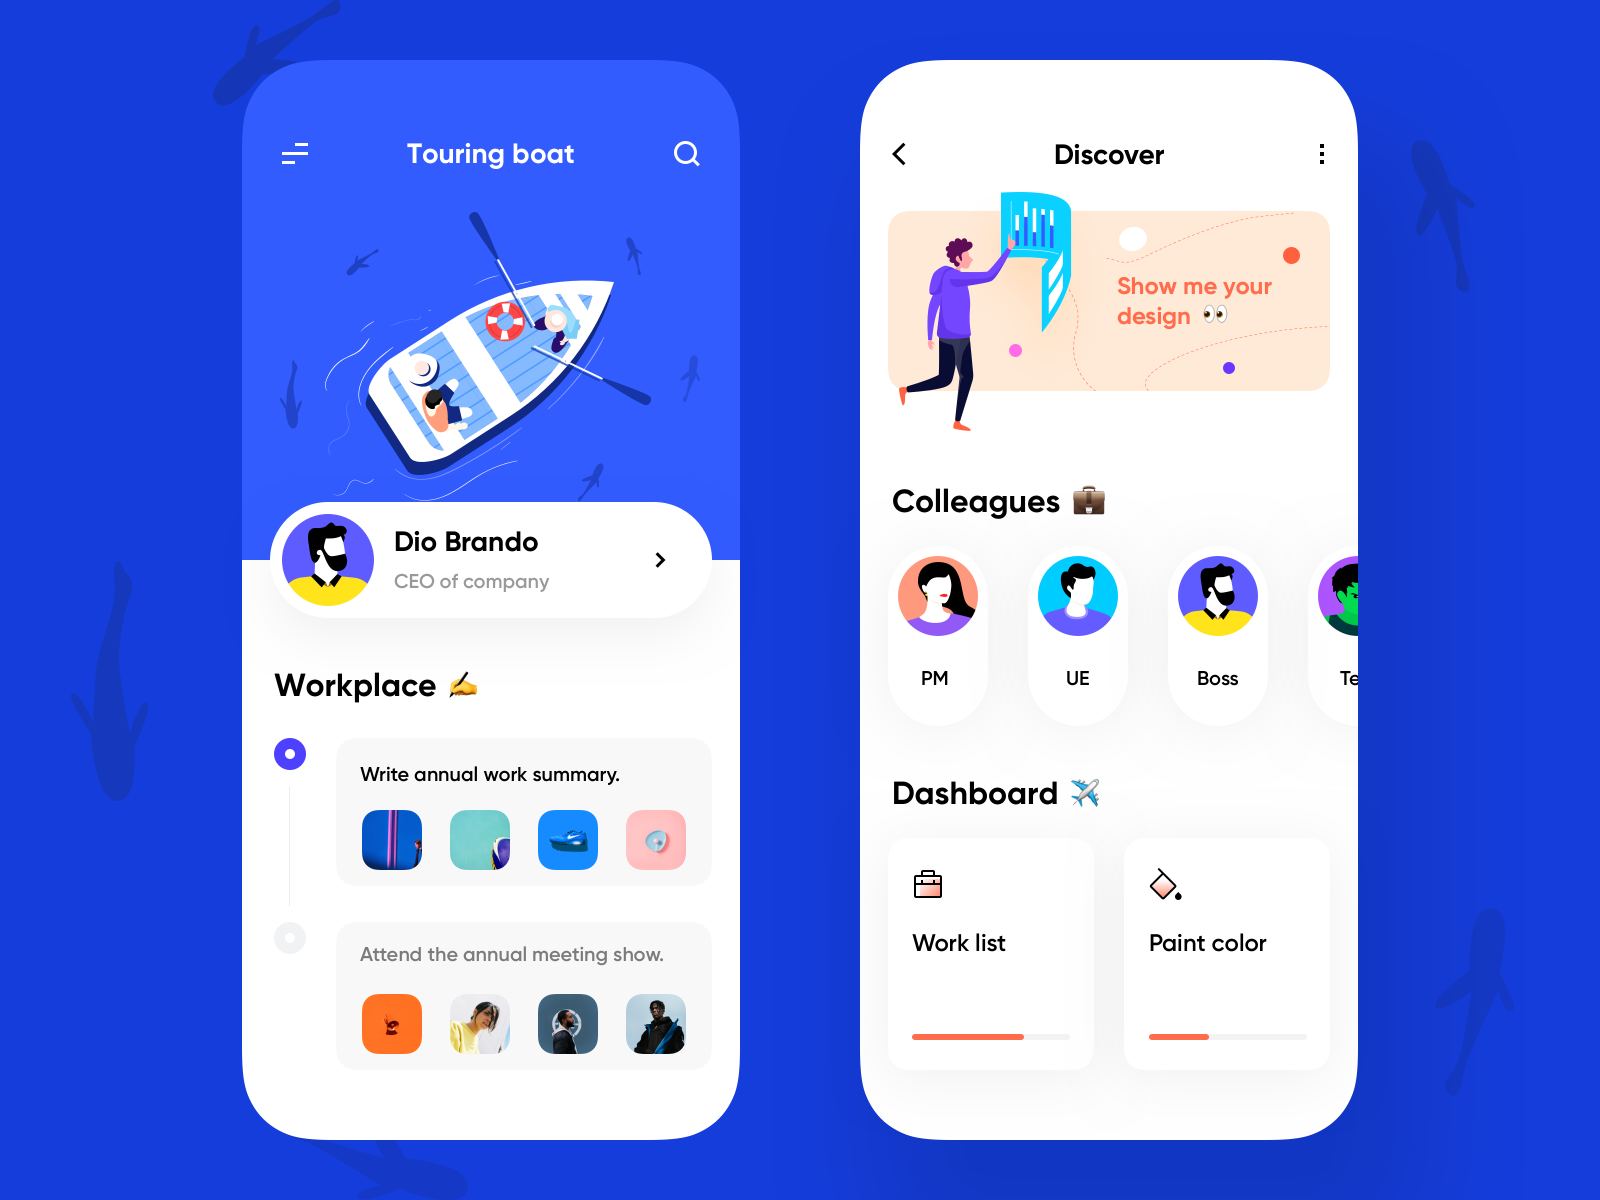 Touring boat
Dio Brando
CEO of company
Workplace ✍️
Write annual work summary.
Attend the annual meeting show.
Discover
Show me your
design 👀
Colleagues 💼
PM
UE
Boss
Te
Dashboard ✈️
Work list
Paint color